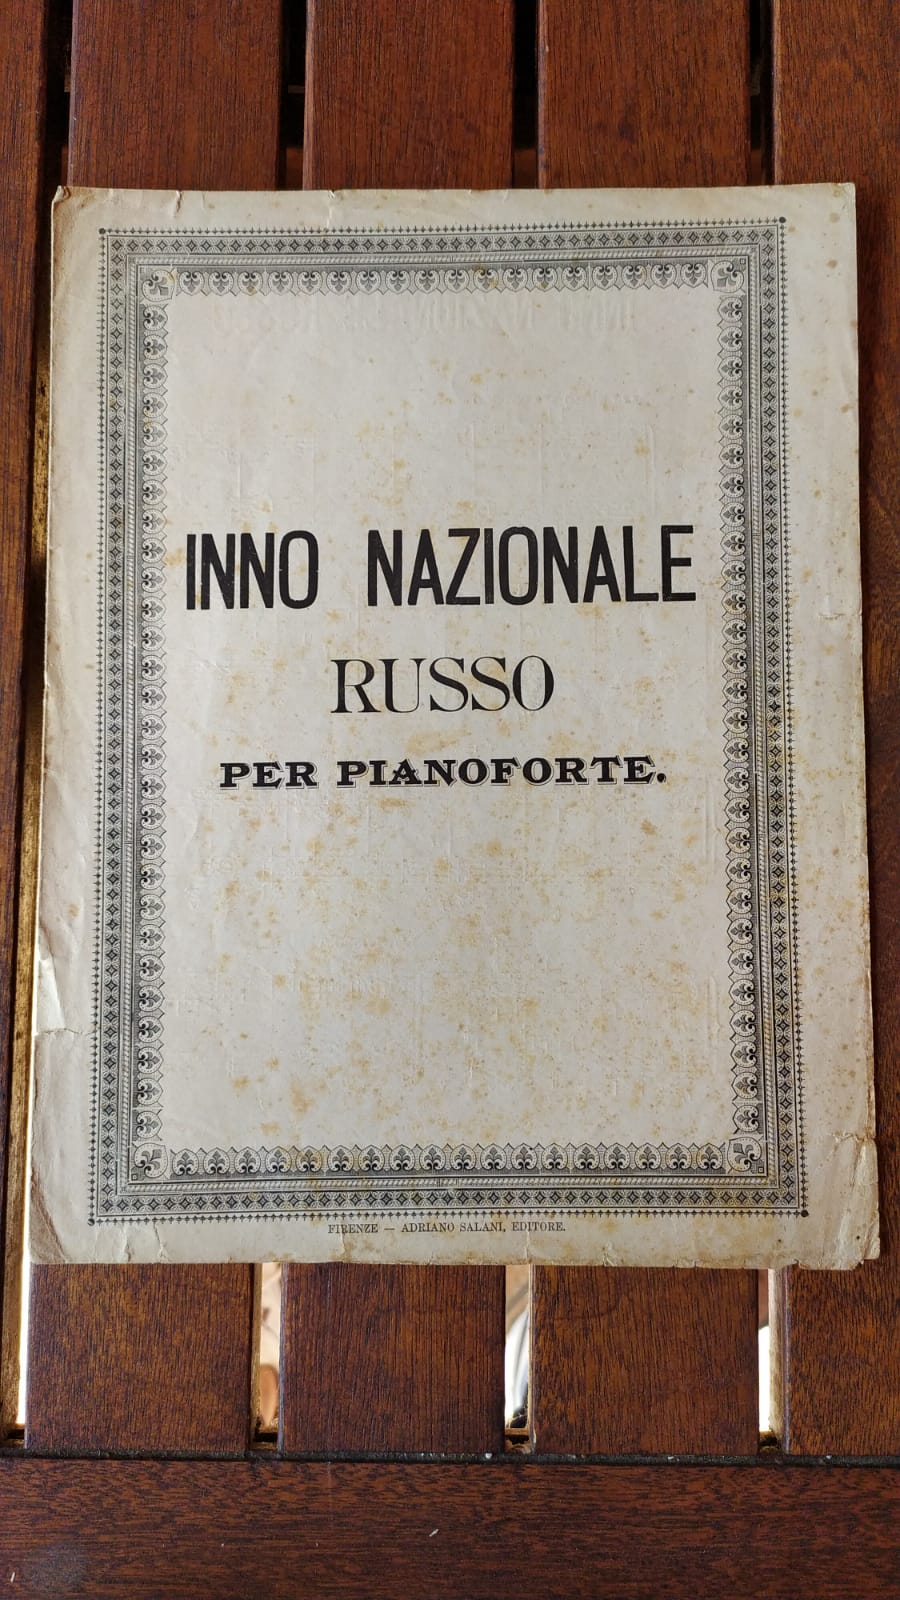 INNO NAZIONALE
RUSSO
PER PIANOFORTE.
FIRENZE — ADRIANO SALANI, EDITORE.